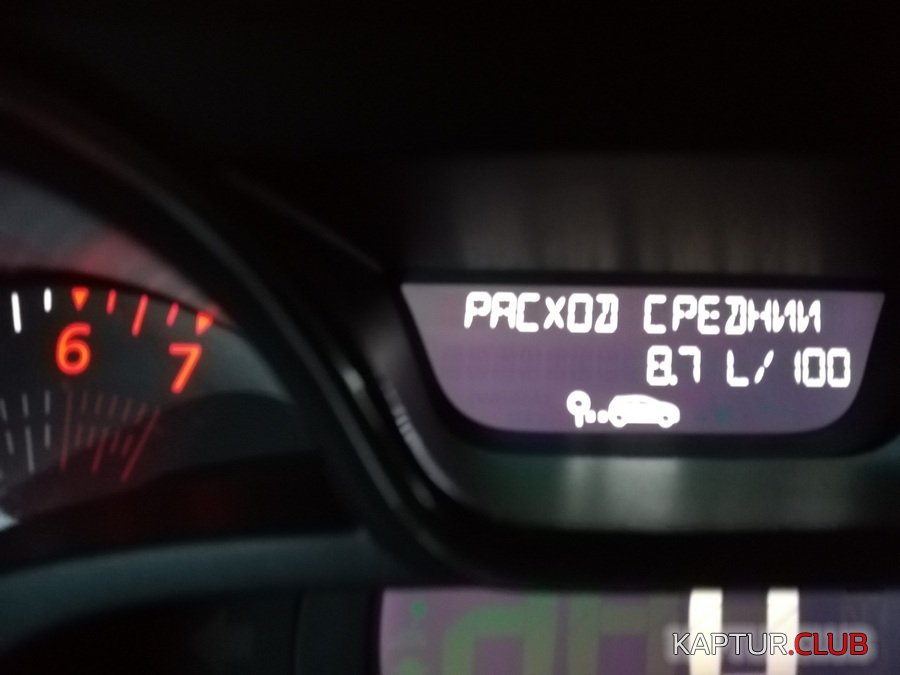 6
7
РАСХОД СРЕДНИИ
8.7 L/100
KAPTUR.CLUB